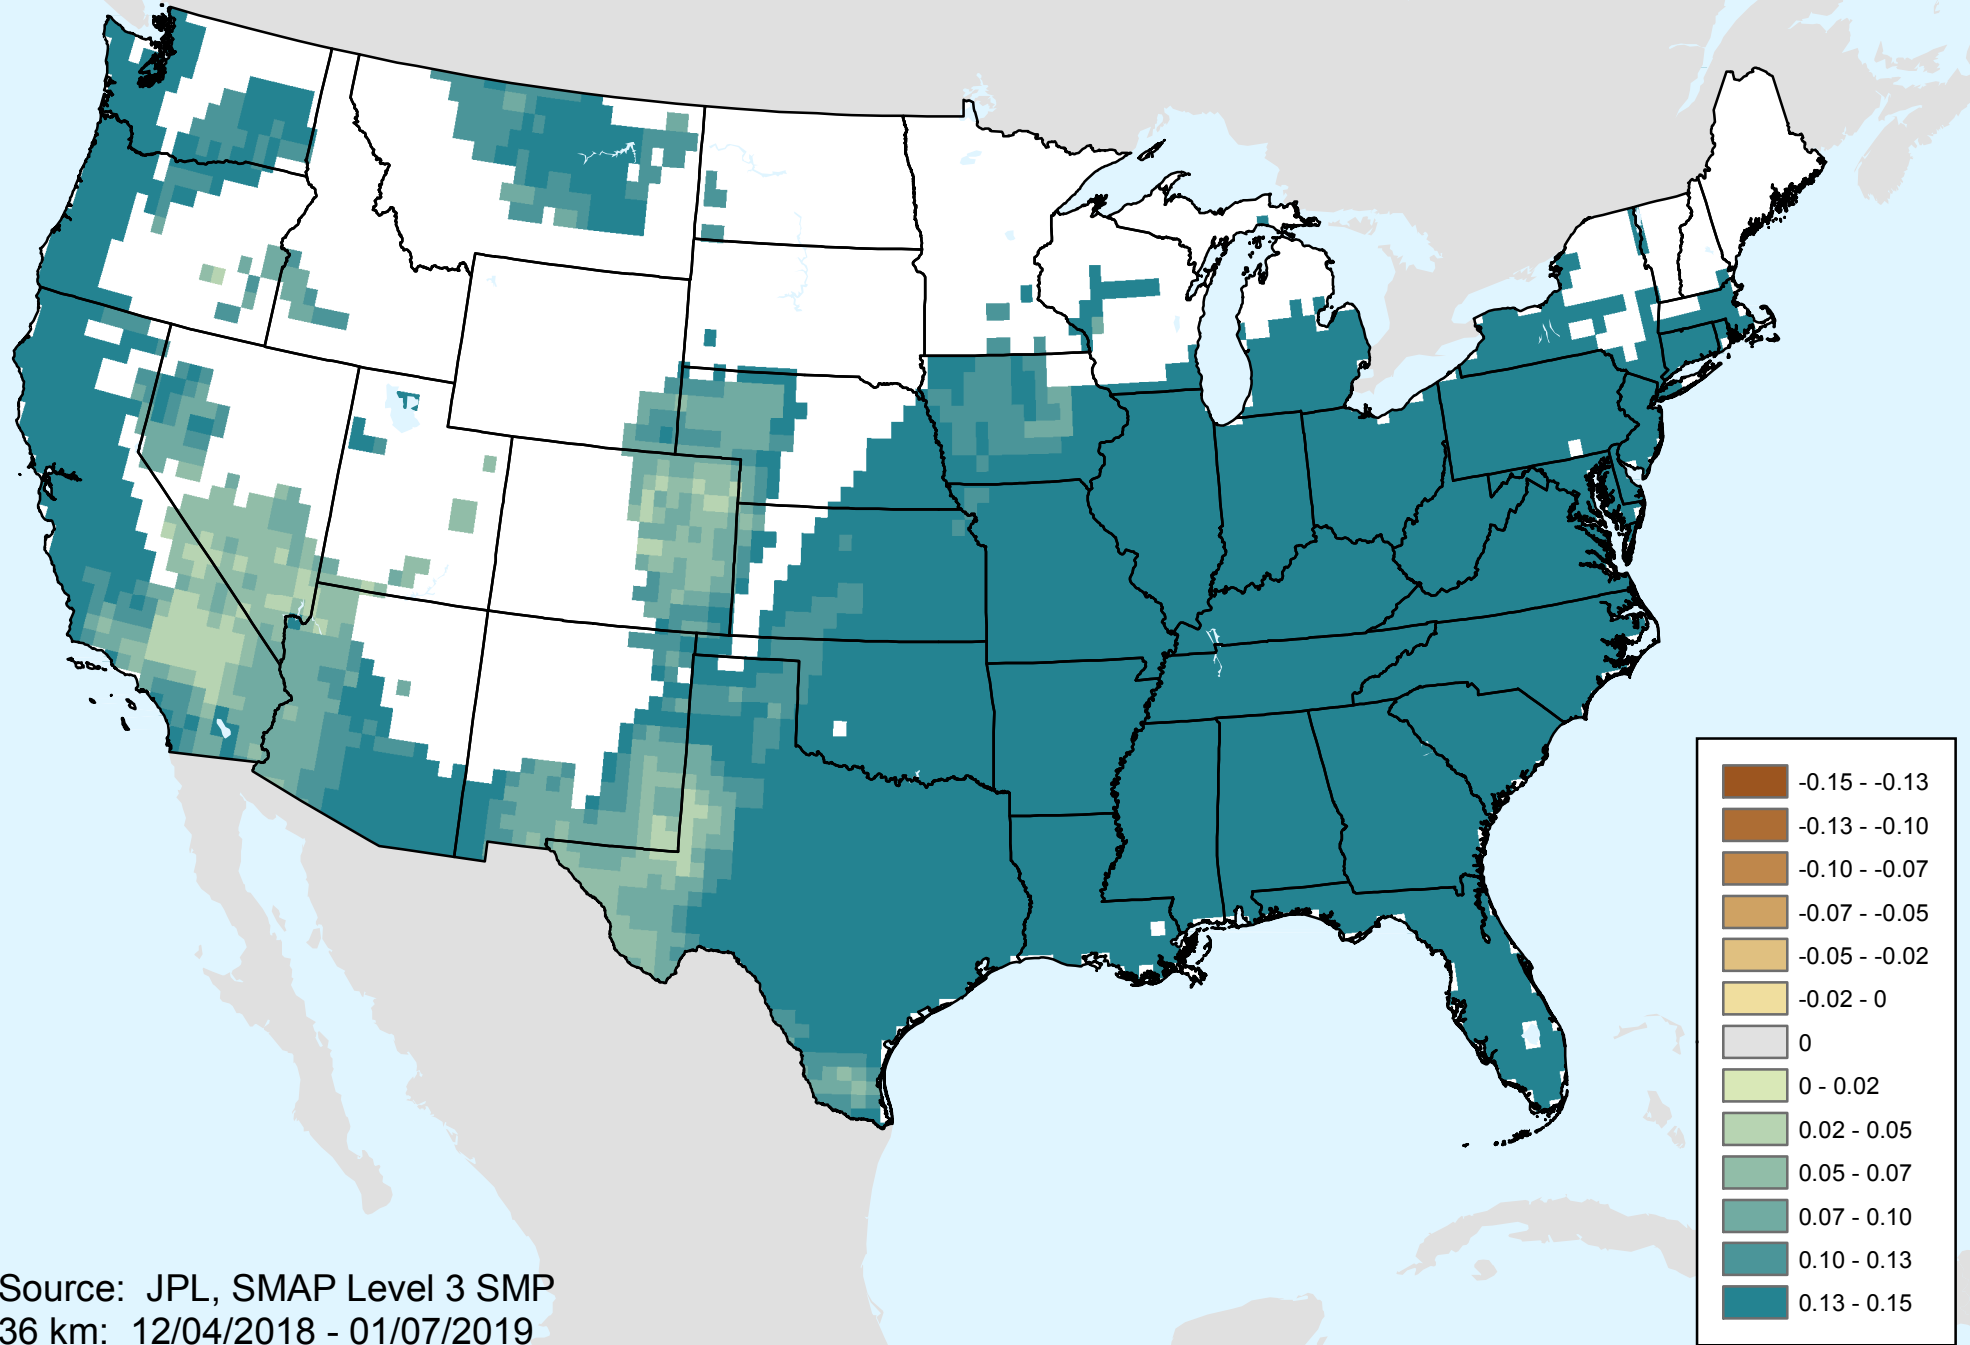 -0.15 - -0.13
-0.13 - -0.10
-0.10 - -0.07
-0.07 - -0.05
-0.05 - -0.02
-0.02 - 0
0
0 - 0.02
0.02 - 0.05
0.05 - 0.07
0.07 - 0.10
0.10 - 0.13
0.13 - 0.15
Source:  JPL, SMAP Level 3 SMP
36 km:  12/04/2018 - 01/07/2019